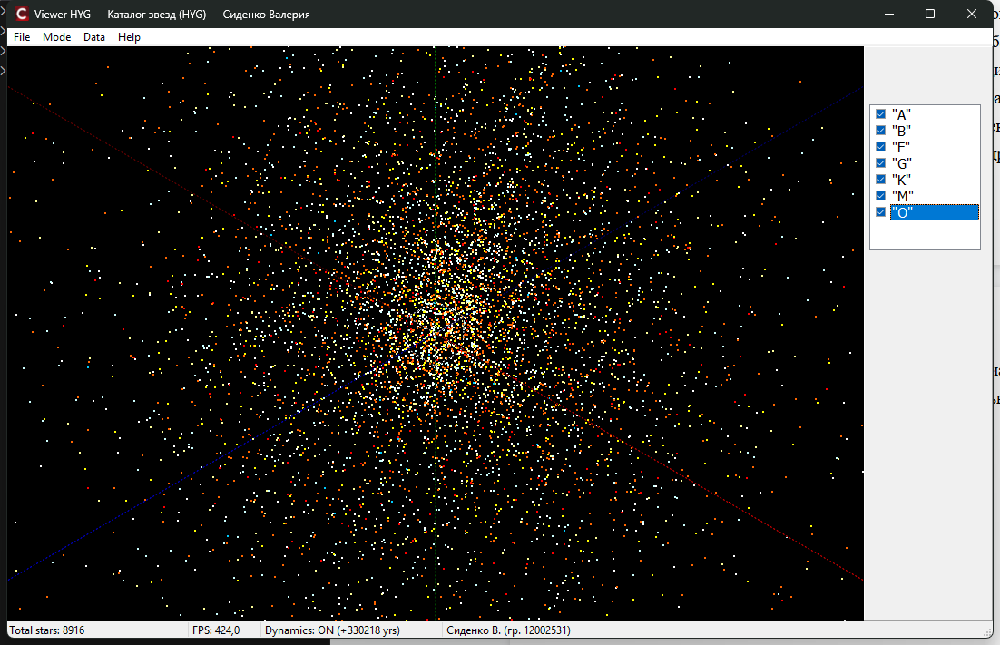 Viewer HYG — Каталог звезд (HYG) — Сиденко Валерия
File Mode Data Help
"A"
"B"
"F"
"G"
"K"
"M"
"O"
Total stars: 8916 FPS: 424,0 Dynamics: ON (+330218 yrs) Сиденко В. (гр. 12002531)